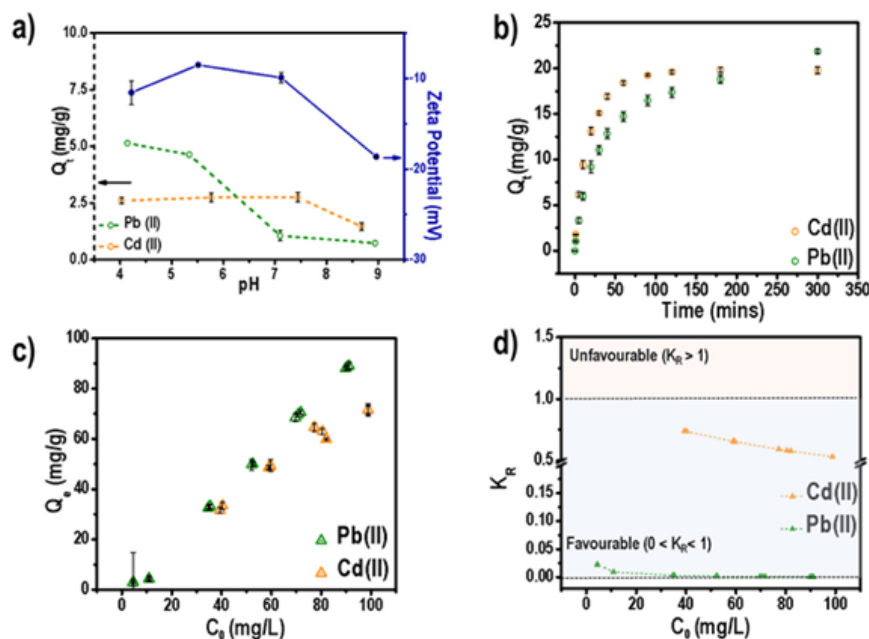 a)
10.0
7.5
5.0
2.5
0.0
Qₜ (mg/g)
4 5 6 7 8 9
pH
-10
-20
-30
Zeta Potential (mV)
Pb (II)
Cd (II)
b)
25
20
15
10
5
0
Qₜ (mg/g)
0 50 100 150 200 250 300 350
Time (mins)
Cd(II)
Pb(II)
c)
100
80
60
40
20
0
Qₑ (mg/g)
0 20 40 60 80 100
C₀ (mg/L)
Pb(II)
Cd(II)
d)
1.5
1.0
0.5
0.15
0.10
0.05
0.00
K_R
Unfavourable (K_R > 1)
Cd(II)
Pb(II)
Favourable (0 < K_R < 1)
0 20 40 60 80 100
C₀ (mg/L)